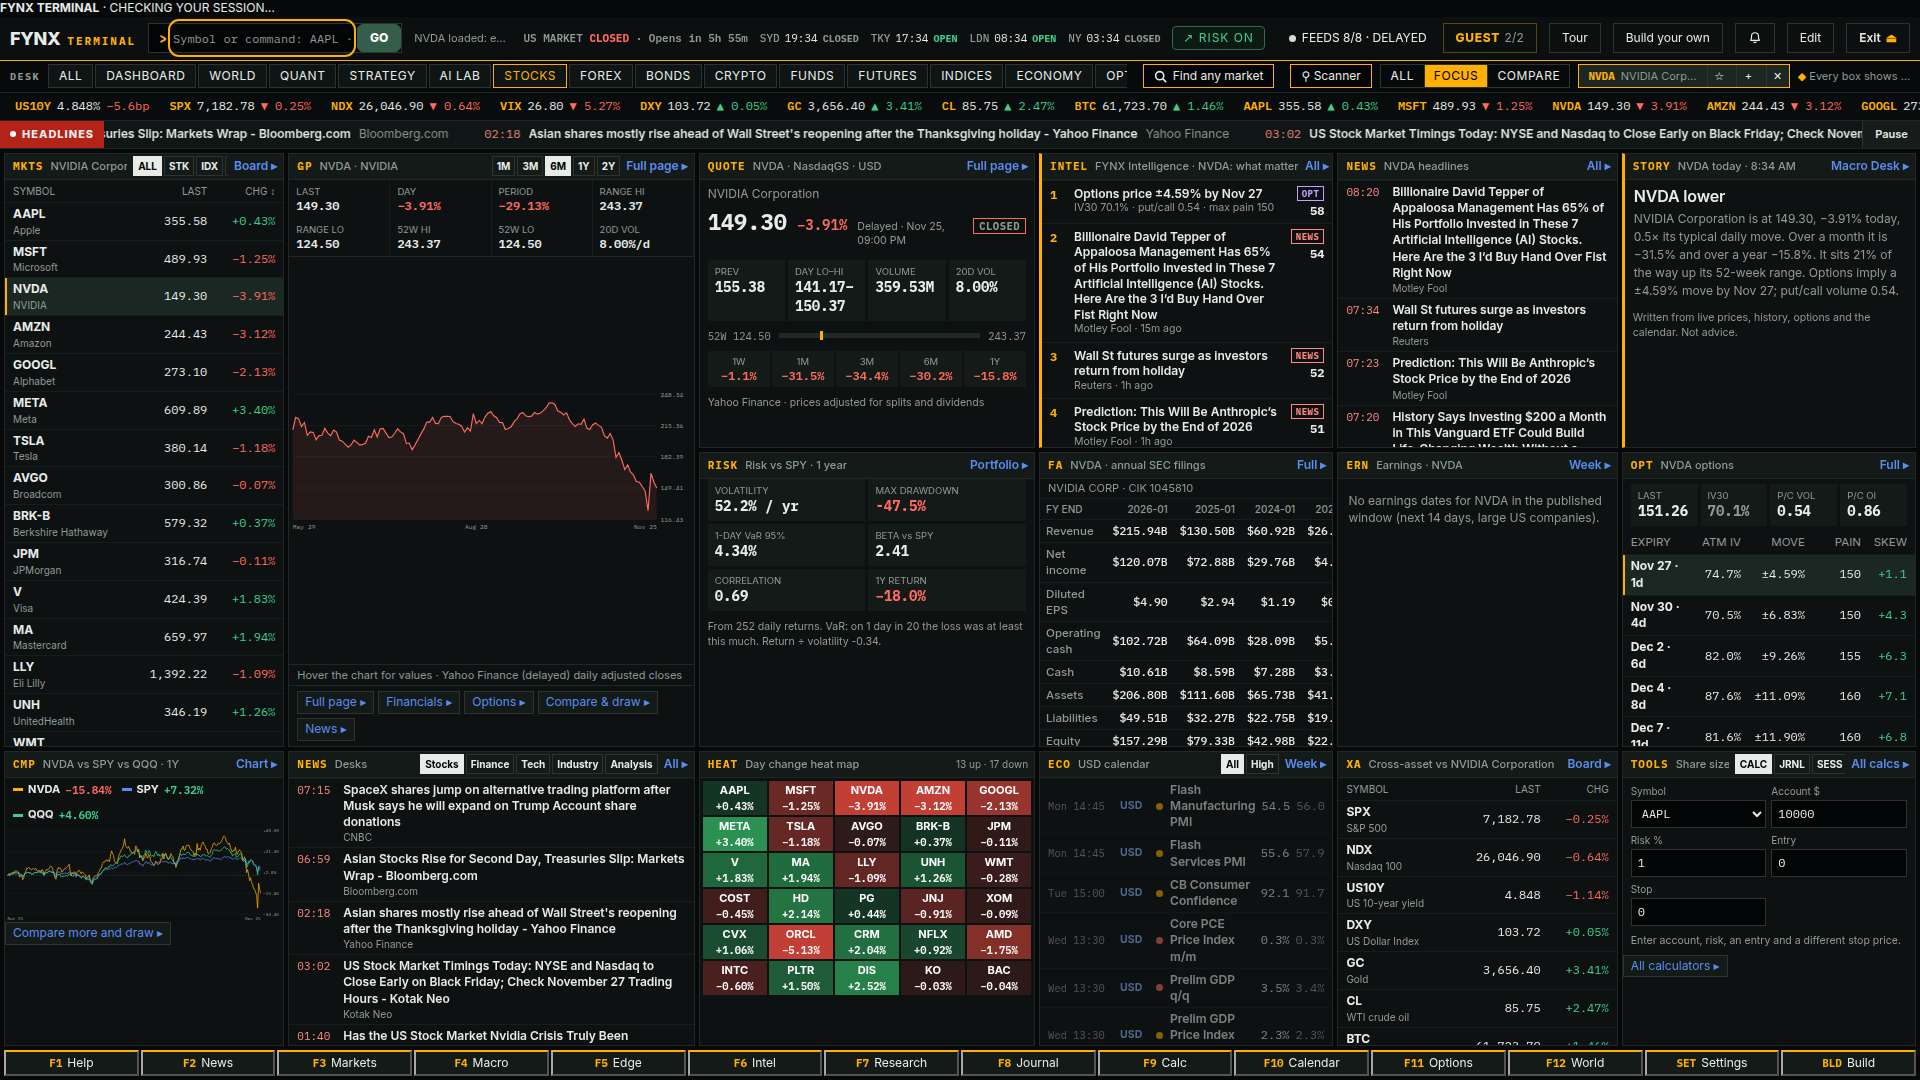 FYNX TERMINAL · CHECKING YOUR SESSION...
FYNX TERMINAL > Symbol or command: AAPL · GO NVDA loaded: e... US MARKET CLOSED · Opens in 5h 55m SYD 19:34 CLOSED TKY 17:34 OPEN LDN 08:34 OPEN NY 03:34 CLOSED ↗ RISK ON FEEDS 8/8 · DELAYED GUEST 2/2 Tour Build your own Edit Exit
DESK ALL DASHBOARD WORLD QUANT STRATEGY AI LAB STOCKS FOREX BONDS CRYPTO FUNDS FUTURES INDICES ECONOMY Find any market Scanner ALL FOCUS COMPARE NVDA NVIDIA Corp... ☆ + × ◆ Every box shows ...
US10Y 4.848% −5.6bp SPX 7,182.78 ▼ 0.25% NDX 26,046.90 ▼ 0.64% VIX 26.80 ▼ 5.27% DXY 103.72 ▲ 0.05% GC 3,656.40 ▲ 3.41% CL 85.75 ▲ 2.47% BTC 61,723.70 ▲ 1.46% AAPL 355.58 ▲ 0.43% MSFT 489.93 ▼ 1.25% NVDA 149.30 ▼ 3.91% AMZN 244.43 ▼ 3.12% GOOGL
HEADLINES Slip: Markets Wrap - Bloomberg.com Bloomberg.com 02:18 Asian shares mostly rise ahead of Wall Street's reopening after the Thanksgiving holiday - Yahoo Finance Yahoo Finance 03:02 US Stock Market Timings Today: NYSE and Nasdaq to Close Early on Black Friday; Check Pause
MKTS NVIDIA Corpor ALL STK IDX Board ▸
SYMBOL LAST CHG ↕
AAPL 355.58 +0.43%
Apple
MSFT 489.93 −1.25%
Microsoft
NVDA 149.30 −3.91%
NVIDIA
AMZN 244.43 −3.12%
Amazon
GOOGL 273.10 −2.13%
Alphabet
META 609.89 +3.40%
Meta
TSLA 380.14 −1.18%
Tesla
AVGO 300.86 −0.07%
Broadcom
BRK-B 579.32 +0.37%
Berkshire Hathaway
JPM 316.74 −0.11%
JPMorgan
V 424.39 +1.83%
Visa
MA 659.97 +1.94%
Mastercard
LLY 1,392.22 −1.09%
Eli Lilly
UNH 346.19 +1.26%
UnitedHealth
WMT
GP NVDA · NVIDIA 1M 3M 6M 1Y 2Y Full page ▸
LAST DAY PERIOD RANGE HI
149.30 −3.91% −29.13% 243.37
RANGE LO 52W HI 52W LO 20D VOL
124.50 243.37 124.50 8.00%/d
215.36
182.39
149.41
116.43
May 29 Aug 28 Nov 25
Hover the chart for values · Yahoo Finance (delayed) daily adjusted closes
Full page ▸ Financials ▸ Options ▸ Compare & draw ▸
News ▸
QUOTE NVDA · NasdaqGS · USD Full page ▸
NVIDIA Corporation
149.30 −3.91% Delayed · Nov 25, 09:00 PM CLOSED
PREV DAY LO–HI VOLUME 20D VOL
155.38 141.17–150.37 359.53M 8.00%
52W 124.50 243.37
1W 1M 3M 6M 1Y
−1.1% −31.5% −34.4% −30.2% −15.8%
Yahoo Finance · prices adjusted for splits and dividends
INTEL FYNX Intelligence · NVDA: what matter All ▸
1 Options price ±4.59% by Nov 27 OPT
IV30 70.1% · put/call 0.54 · max pain 150 58
2 Billionaire David Tepper of NEWS
Appaloosa Management Has 65% 54
of His Portfolio Invested in These 7
Artificial Intelligence (AI) Stocks.
Here Are the 3 I'd Buy Hand Over
Fist Right Now
Motley Fool · 15m ago
3 Wall St futures surge as investors NEWS
return from holiday 52
Reuters · 1h ago
4 Prediction: This Will Be Anthropic's NEWS
Stock Price by the End of 2026 51
Motley Fool · 1h ago
NEWS NVDA headlines All ▸
08:20 Billionaire David Tepper of
Appaloosa Management Has 65% of
His Portfolio Invested in These 7
Artificial Intelligence (AI) Stocks.
Here Are the 3 I'd Buy Hand Over Fist
Right Now
Motley Fool
07:34 Wall St futures surge as investors
return from holiday
Reuters
07:23 Prediction: This Will Be Anthropic's
Stock Price by the End of 2026
Motley Fool
07:20 History Says Investing $200 a Month
in This Vanguard ETF Could Build
STORY NVDA today · 8:34 AM Macro Desk ▸
NVDA lower
NVIDIA Corporation is at 149.30, −3.91% today,
0.5× its typical daily move. Over a month it is
−31.5% and over a year −15.8%. It sits 21% of
the way up its 52-week range. Options imply a
±4.59% move by Nov 27; put/call volume 0.54.
Written from live prices, history, options and the
calendar. Not advice.
RISK Risk vs SPY · 1 year Portfolio ▸
VOLATILITY MAX DRAWDOWN
52.2% / yr −47.5%
1-DAY VaR 95% BETA vs SPY
4.34% 2.41
CORRELATION 1Y RETURN
0.69 −18.0%
From 252 daily returns. VaR: on 1 day in 20 the loss was at least
this much. Return ÷ volatility -0.34.
FA NVDA · annual SEC filings Full ▸
NVIDIA CORP · CIK 1045810
FY END 2026-01 2025-01 2024-01
Revenue $215.94B $130.50B $60.92B $26.
Net income $120.07B $72.88B $29.76B $4.
Diluted EPS $4.90 $2.94 $1.19
Operating cash $102.72B $64.09B $28.09B $5.
Cash $10.61B $8.59B $7.28B $3.
Assets $206.80B $111.60B $65.73B $41.
Liabilities $49.51B $32.27B $22.75B $19.
Equity $157.29B $79.33B $42.98B $22.
ERN Earnings · NVDA Week ▸
No earnings dates for NVDA in the published
window (next 14 days, large US companies).
OPT NVDA options Full ▸
LAST IV30 P/C VOL P/C OI
151.26 70.1% 0.54 0.86
EXPIRY ATM IV MOVE PAIN SKEW
Nov 27 · 1d 74.7% ±4.59% 150 +1.1
Nov 30 · 4d 70.5% ±6.83% 150 +4.3
Dec 2 · 6d 82.0% ±9.26% 155 +6.3
Dec 4 · 8d 87.6% ±11.09% 160 +7.1
Dec 7 · 11d 81.6% ±11.90% 160 +6.8
CMP NVDA vs SPY vs QQQ · 1Y Chart ▸
NVDA −15.84% SPY +7.32%
QQQ +4.60%
Compare more and draw ▸
NEWS Desks Stocks Finance Tech Industry Analysis All ▸
07:15 SpaceX shares jump on alternative trading platform after
Musk says he will expand on Trump Account share
donations
CNBC
06:59 Asian Stocks Rise for Second Day, Treasuries Slip: Markets
Wrap - Bloomberg.com
Bloomberg.com
02:18 Asian shares mostly rise ahead of Wall Street's reopening
after the Thanksgiving holiday - Yahoo Finance
Yahoo Finance
03:02 US Stock Market Timings Today: NYSE and Nasdaq to
Close Early on Black Friday; Check November 27 Trading
Hours - Kotak Neo
Kotak Neo
01:40 Has the US Stock Market Nvidia Crisis Truly Been
HEAT Day change heat map 13 up · 17 down
AAPL MSFT NVDA AMZN GOOGL
+0.43% −1.25% −3.91% −3.12% −2.13%
META TSLA AVGO BRK-B JPM
+3.40% −1.18% −0.07% +0.37% −0.11%
V MA LLY UNH WMT
+1.83% +1.94% −1.09% +1.26% −0.28%
COST HD PG JNJ XOM
−0.45% +2.14% +0.44% −0.91% −0.09%
CVX ORCL CRM NFLX AMD
+1.06% −5.13% +2.04% +0.92% −1.75%
INTC PLTR DIS KO BAC
−0.60% +1.50% +2.52% −0.03% −0.04%
ECO USD calendar All High Week ▸
Mon 14:45 USD Flash Manufacturing PMI 54.5 56.0
Mon 14:45 USD Flash Services PMI 55.6 57.9
Tue 15:00 USD CB Consumer Confidence 92.1 91.7
Wed 13:30 USD Core PCE Price Index m/m 0.3% 0.3%
Wed 13:30 USD Prelim GDP q/q 3.5% 3.4%
Wed 13:30 USD Prelim GDP Price Index 2.3% 2.3%
XA Cross-asset vs NVIDIA Corporation Board ▸
SYMBOL LAST CHG
SPX 7,182.78 −0.25%
S&P 500
NDX 26,046.90 −0.64%
Nasdaq 100
US10Y 4.848 −1.14%
US 10-year yield
DXY 103.72 +0.05%
US Dollar Index
GC 3,656.40 +3.41%
Gold
CL 85.75 +2.47%
WTI crude oil
BTC
TOOLS Share size CALC JRNL SESS All calcs ▸
Symbol Account $
AAPL 10000
Risk % Entry
1 0
Stop
0
Enter account, risk, an entry and a different stop price.
All calculators ▸
F1 Help F2 News F3 Markets F4 Macro F5 Edge F6 Intel F7 Research F8 Journal F9 Calc F10 Calendar F11 Options F12 World SET Settings BLD Build